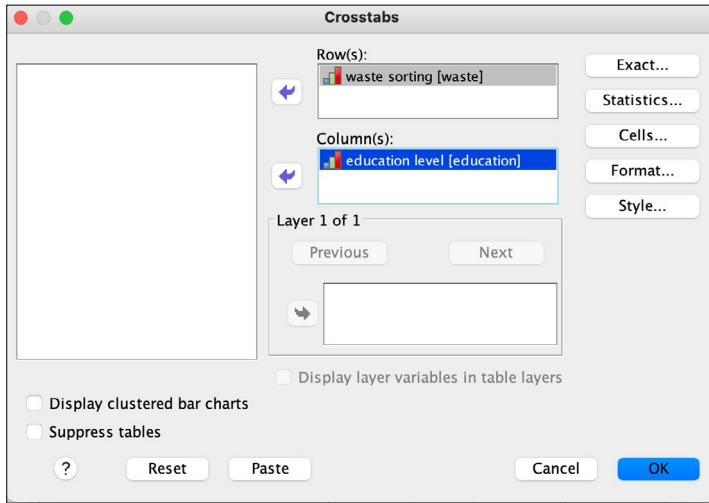 Crosstabs
Row(s):
waste sorting [waste]
Column(s):
education level [education]
Layer 1 of 1
Previous
Next
Display layer variables in table layers
Exact...
Statistics...
Cells...
Format...
Style...
Display clustered bar charts
Suppress tables
?
Reset
Paste
Cancel
OK